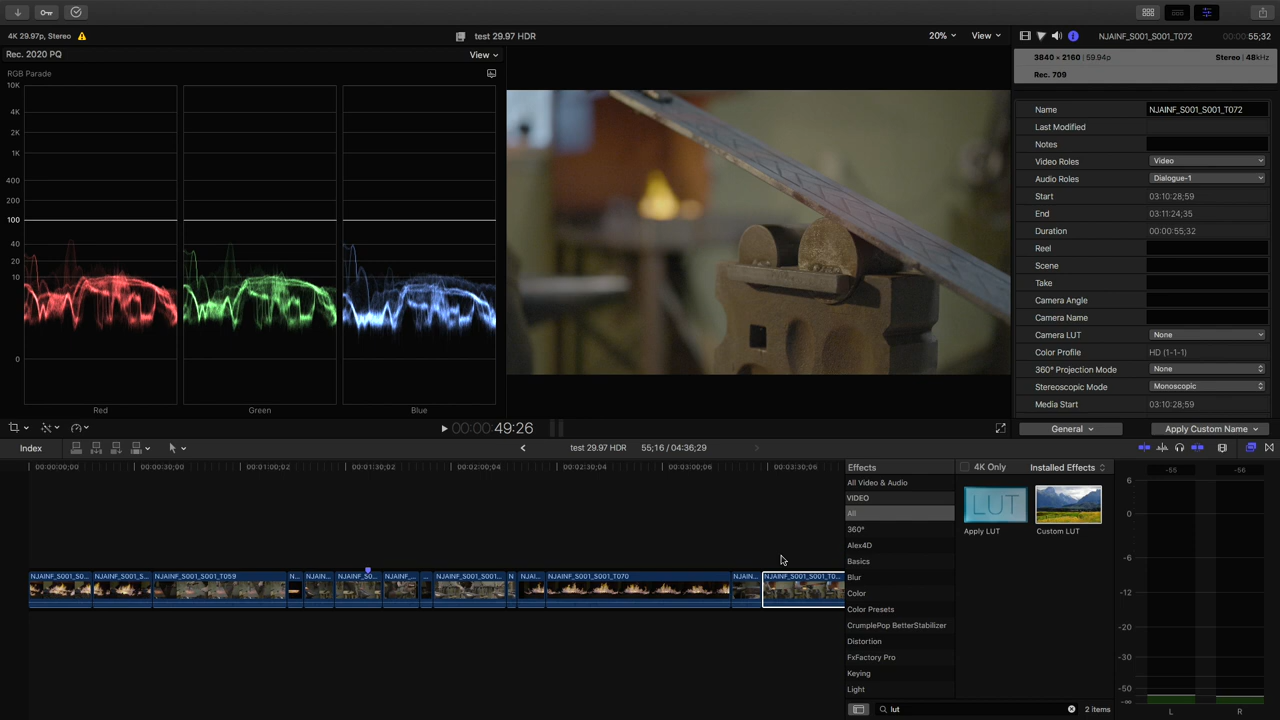 4K 29.97p, Stereo
test 29.97 HDR
20%
View
NJAINF_S001_S001_T072
00:00:55;32
Rec. 2020 PQ
View
3840 × 2160 | 59.94p
Stereo | 48kHz
Rec. 709
RGB Parade
10K
4K
2K
1K
400
200
100
40
20
10
0
Red
Green
Blue
Name
NJAINF_S001_S001_T072
Last Modified
Notes
Video Roles
Video
Audio Roles
Dialogue-1
Start
03:10:28;59
End
03:11:24;35
Duration
00:00:55;32
Reel
Scene
Take
Camera Angle
Camera Name
Camera LUT
None
Color Profile
HD (1-1-1)
360° Projection Mode
None
Stereoscopic Mode
Monoscopic
Media Start
03:10:28;59
00:00:49:26
General
Apply Custom Name
Index
test 29.97 HDR
55;16 / 04:36;29
00:00:00;00
00:00:30;00
00:01:00;02
00:01:30;02
00:02:00;04
00:02:30;04
00:03:00;06
00:03:30;06
NJAINF_S001_S0...
NJAINF_S001_S...
NJAINF_S001_S001_T059
N...
NJAIN...
NJAINF_S0...
NJAINF_...
...
NJAINF_S001_S001...
N
NJAI...
NJAINF_S001_S001_T070
NJAIN...
NJAINF_S001_S001_T0...
Effects
4K Only
Installed Effects
All Video & Audio
VIDEO
All
360°
Alex4D
Basics
Blur
Color
Color Presets
CrumplePop BetterStabilizer
Distortion
FxFactory Pro
Keying
Light
LUT
Apply LUT
Custom LUT
lut
2 items
-55
-56
6
0
-6
-12
-20
-30
-50
-∞
L
R